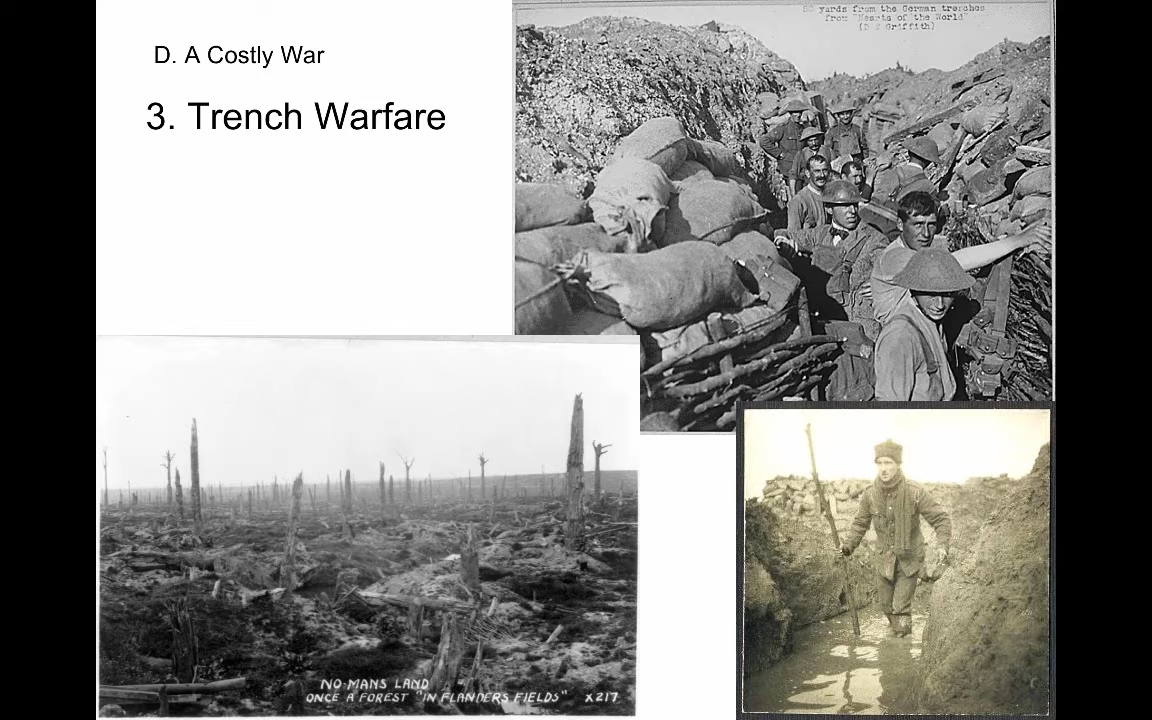 D. A Costly War
3. Trench Warfare
yards from the German trenches
from "Hearts of the World"
(D W Griffith)
NO-MANS LAND
ONCE A FOREST "IN FLANDERS FIELDS" X217